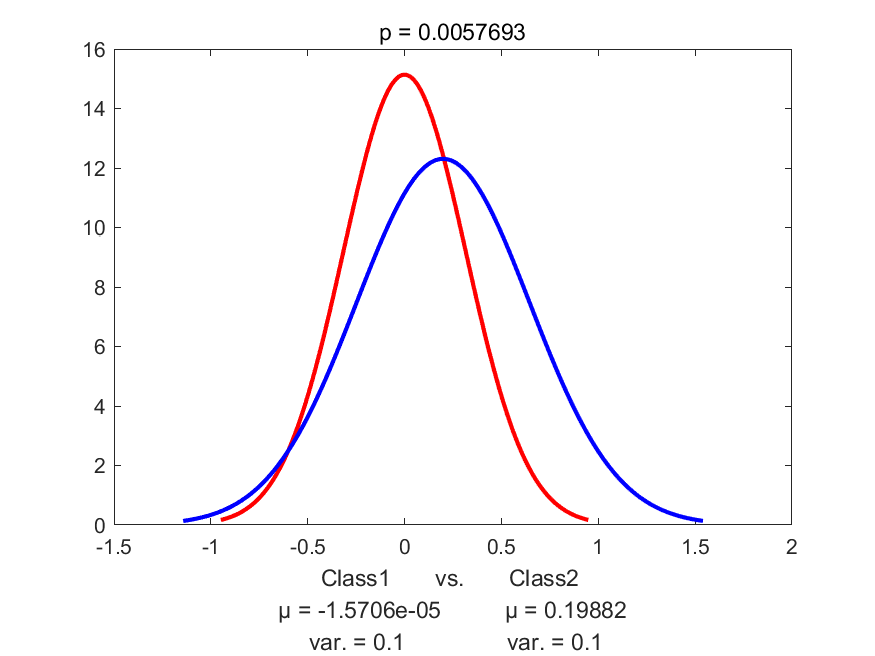 p = 0.0057693
16
14
12
10
8
6
4
2
0
-1.5 -1 -0.5 0 0.5 1 1.5 2
Class1 vs. Class2
μ = -1.5706e-05 μ = 0.19882
var. = 0.1 var. = 0.1